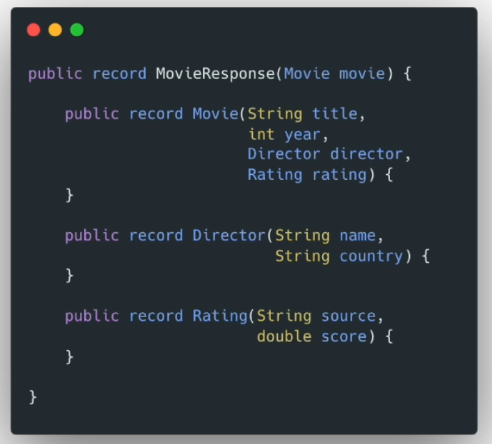 public record MovieResponse(Movie movie) {
public record Movie(String title,
int year,
Director director,
Rating rating) {
}
public record Director(String name,
String country) {
}
public record Rating(String source,
double score) {
}
}